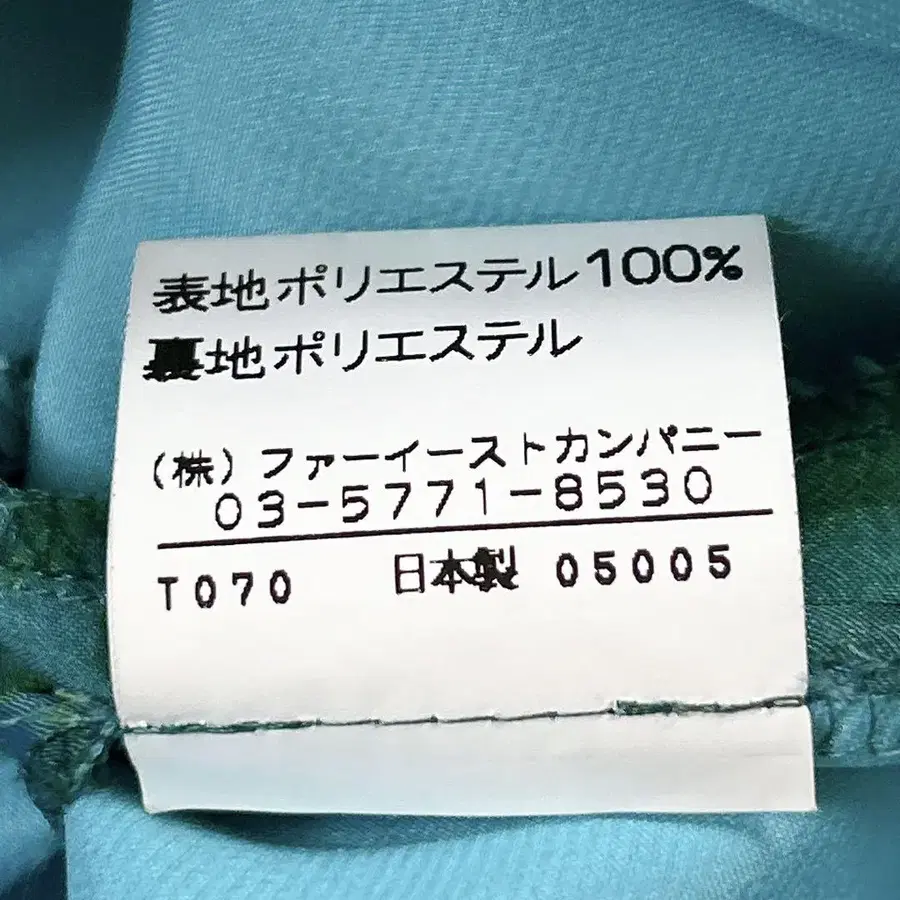 表地ポリエステル100%
裏地ポリエステル
(株)ファーイーストカンパニー
03-5771-8530
T070 日本製 05005